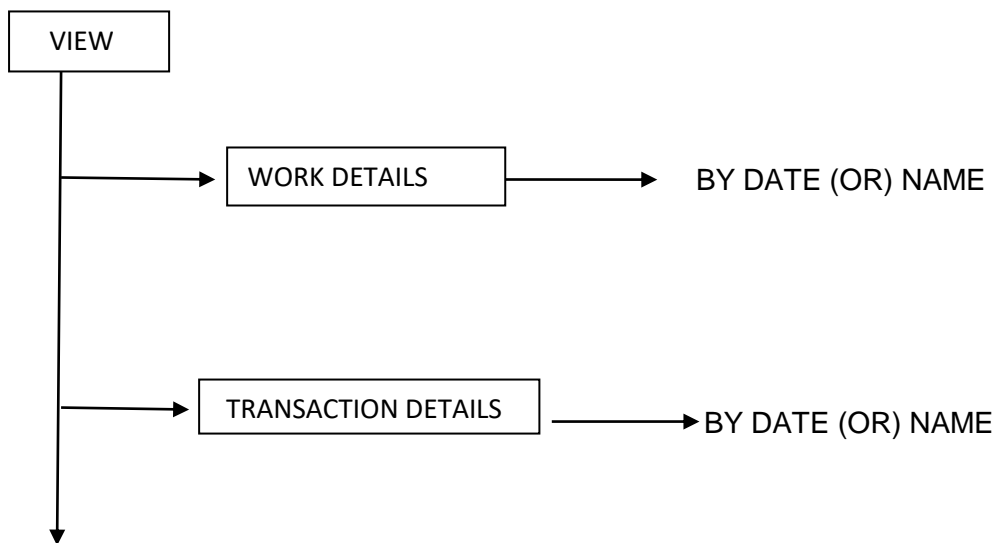 VIEW
WORK DETAILS
BY DATE (OR) NAME
TRANSACTION DETAILS
BY DATE (OR) NAME